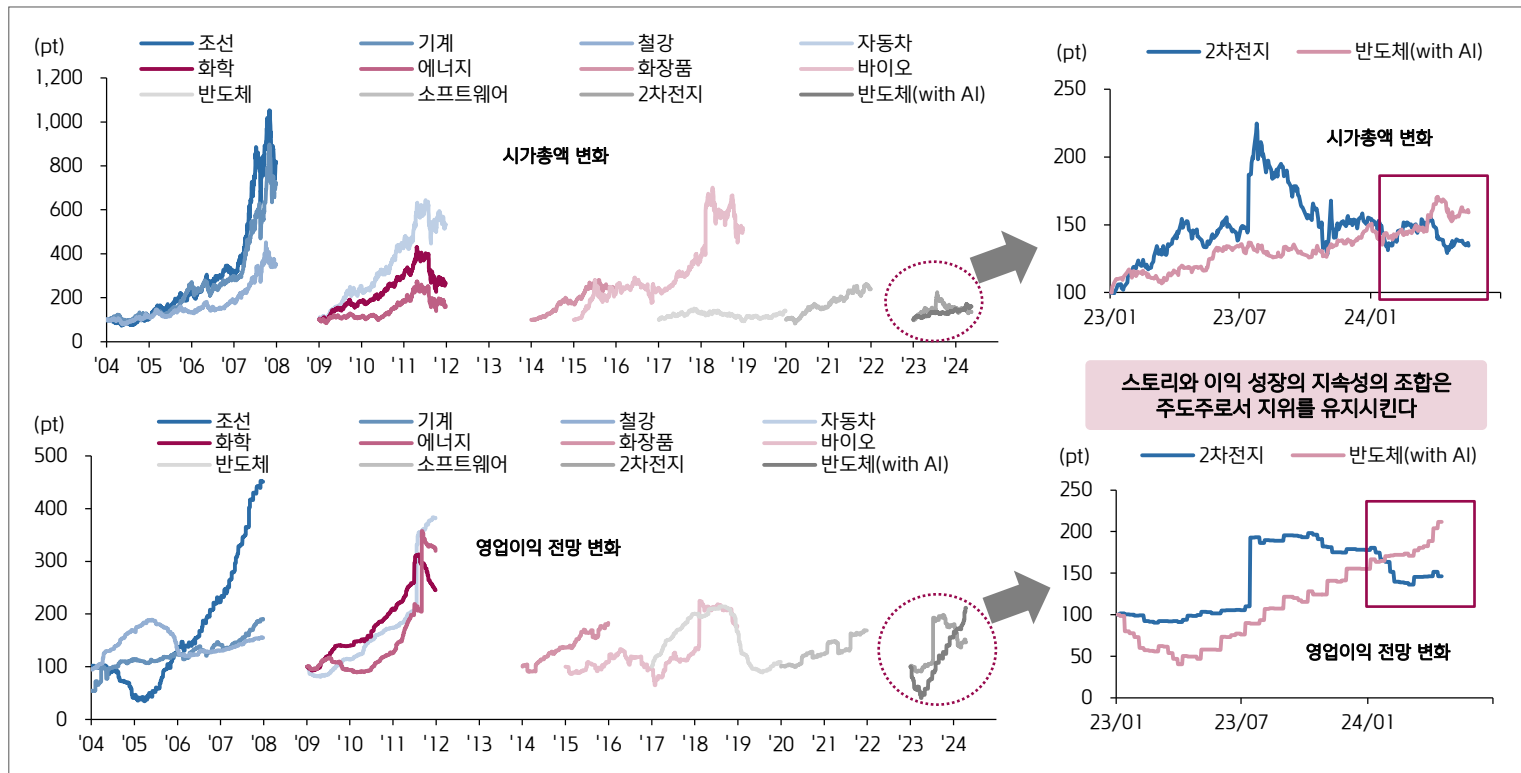 (pt)
조선 기계 철강 자동차
화학 에너지 화장품 바이오
반도체 소프트웨어 2차전지 반도체(with AI)
시가총액 변화
1,200
1,000
800
600
400
200
0
'04 '05 '06 '07 '08 '09 '10 '11 '12 '13 '14 '15 '16 '17 '18 '19 '20 '21 '22 '23 '24
(pt)
2차전지 반도체(with AI)
시가총액 변화
250
200
150
100
23/01 23/07 24/01
스토리와 이익 성장의 지속성의 조합은
주도주로서 지위를 유지시킨다
(pt)
조선 기계 철강 자동차
화학 에너지 화장품 바이오
반도체 소프트웨어 2차전지 반도체(with AI)
영업이익 전망 변화
500
400
300
200
100
0
'04 '05 '06 '07 '08 '09 '10 '11 '12 '13 '14 '15 '16 '17 '18 '19 '20 '21 '22 '23 '24
(pt)
2차전지 반도체(with AI)
250
200
150
100
50
0
영업이익 전망 변화
23/01 23/07 24/01